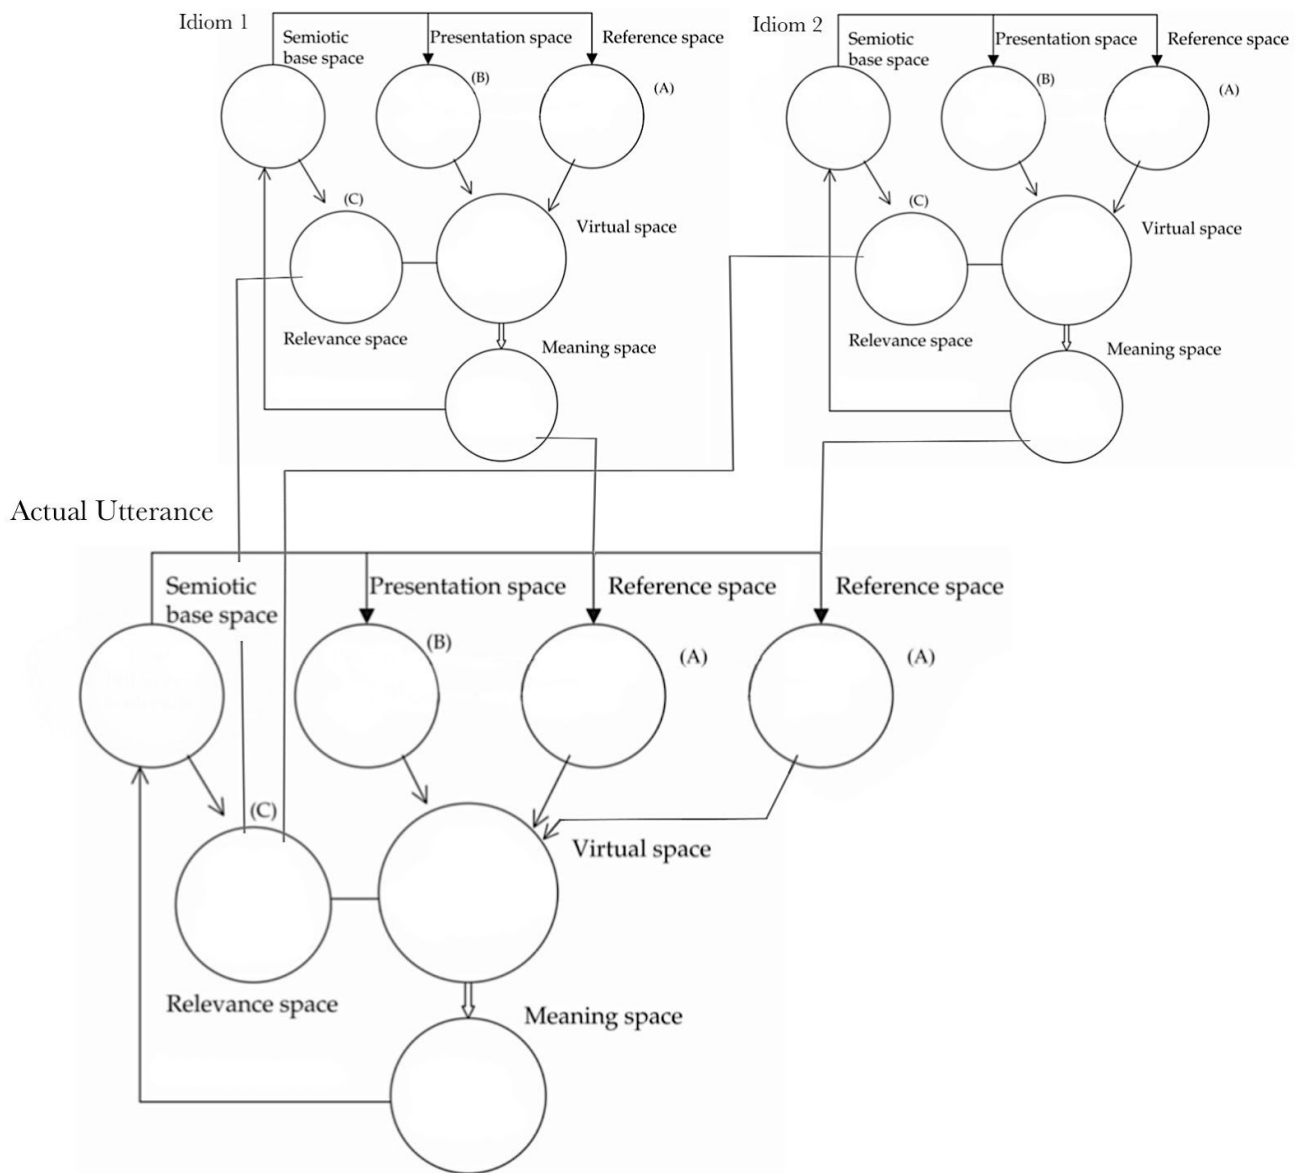 Idiom 1
Semiotic
base space
Presentation space
Reference space
(B)
(A)
(C)
Virtual space
Relevance space
Meaning space
Idiom 2
Semiotic
base space
Presentation space
Reference space
(B)
(A)
(C)
Virtual space
Relevance space
Meaning space
Actual Utterance
Semiotic
base space
Presentation space
Reference space
Reference space
(B)
(A)
(A)
(C)
Virtual space
Relevance space
Meaning space